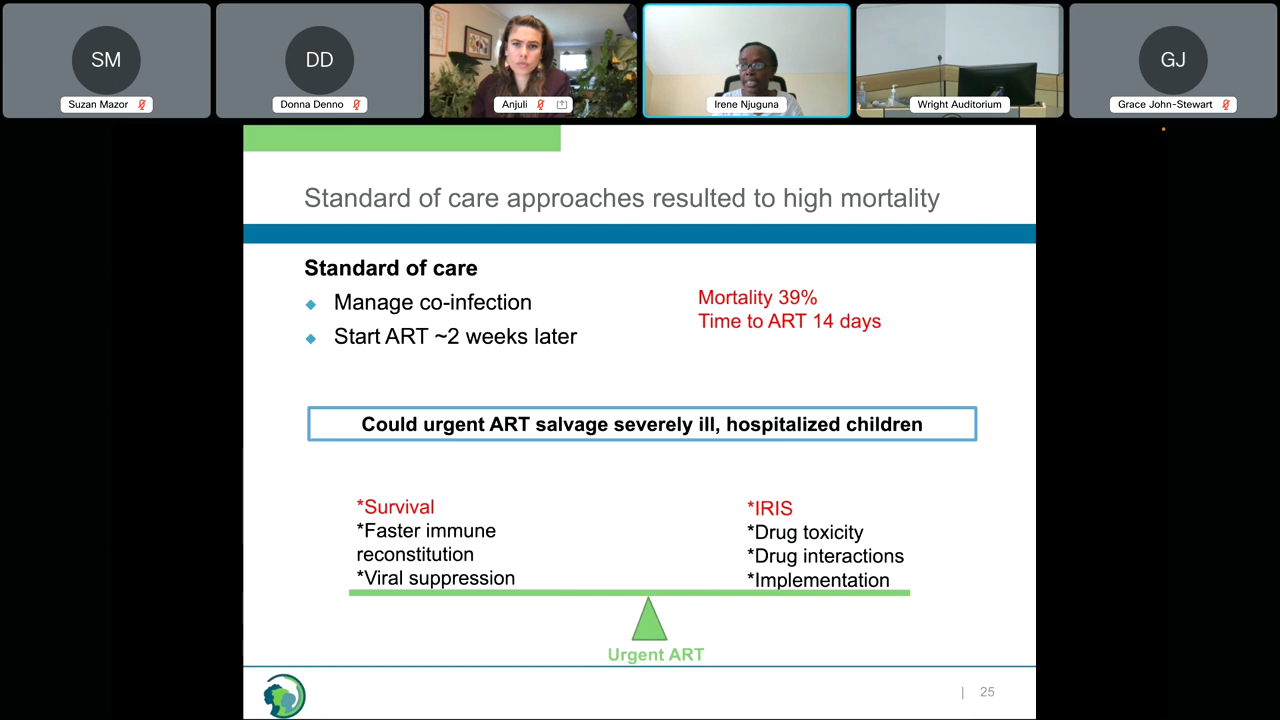 SM
DD
GJ
Suzan Mazor
Donna Denno
Anjuli
Irene Njuguna
Wright Auditorium
Grace John-Stewart
Standard of care approaches resulted to high mortality
Standard of care
Manage co-infection
Start ART ~2 weeks later
Mortality 39%
Time to ART 14 days
Could urgent ART salvage severely ill, hospitalized children
*Survival
*Faster immune
reconstitution
*Viral suppression
*IRIS
*Drug toxicity
*Drug interactions
*Implementation
Urgent ART
| 25